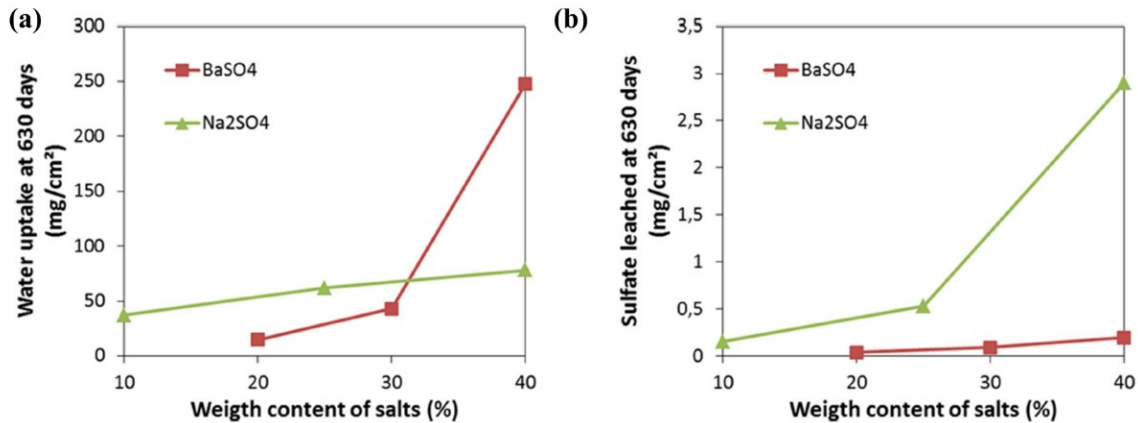 (a)
300
250
200
150
100
50
0
Water uptake at 630 days
(mg/cm²)
BaSO4
Na2SO4
10 20 30 40
Weigth content of salts (%)
(b)
3,5
3
2,5
2
1,5
1
0,5
0
Sulfate leached at 630 days
(mg/cm²)
BaSO4
Na2SO4
10 20 30 40
Weigth content of salts (%)